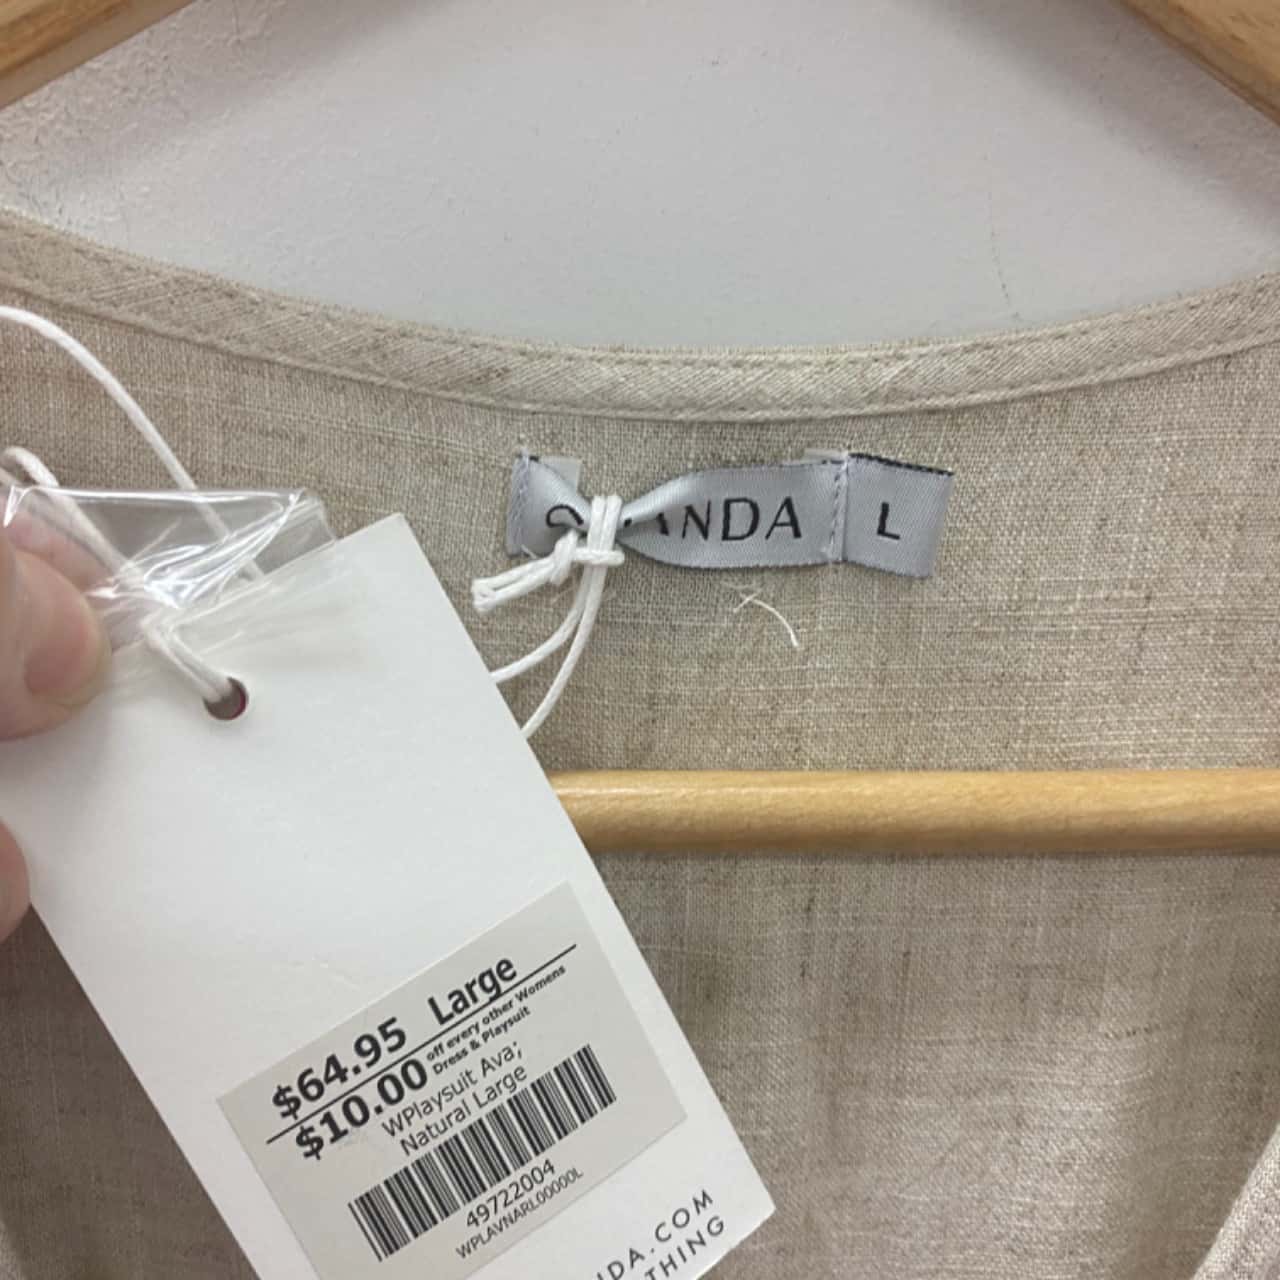 ANDA
L
$64.95 Large
$10.00 off every other Womens
Dress & Playsuit
WPlaysuit Ava;
Natural Large
49722004
WPLAVNARL00000L
NDA.COM
THING